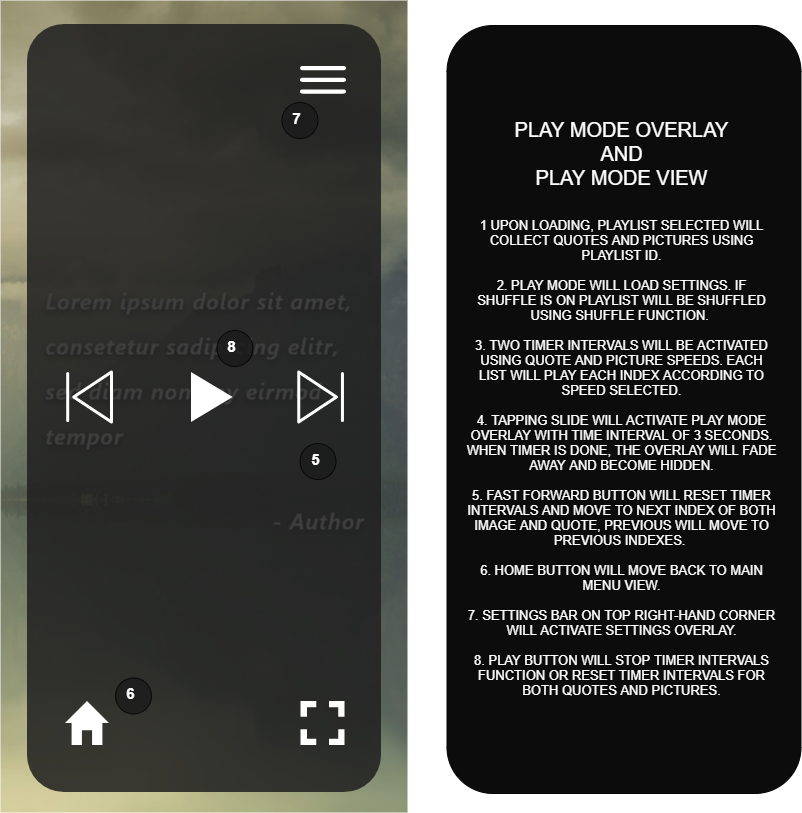 7
Lorem ipsum dolor sit amet,
8
consetetur sadip ng elitr,
sed diam non y eirmod
tempor
5
- Author
6
PLAY MODE OVERLAY
AND
PLAY MODE VIEW
1 UPON LOADING, PLAYLIST SELECTED WILL
COLLECT QUOTES AND PICTURES USING
PLAYLIST ID.
2. PLAY MODE WILL LOAD SETTINGS. IF
SHUFFLE IS ON PLAYLIST WILL BE SHUFFLED
USING SHUFFLE FUNCTION.
3. TWO TIMER INTERVALS WILL BE ACTIVATED
USING QUOTE AND PICTURE SPEEDS. EACH
LIST WILL PLAY EACH INDEX ACCORDING TO
SPEED SELECTED.
4. TAPPING SLIDE WILL ACTIVATE PLAY MODE
OVERLAY WITH TIME INTERVAL OF 3 SECONDS.
WHEN TIMER IS DONE, THE OVERLAY WILL FADE
AWAY AND BECOME HIDDEN.
5. FAST FORWARD BUTTON WILL RESET TIMER
INTERVALS AND MOVE TO NEXT INDEX OF BOTH
IMAGE AND QUOTE, PREVIOUS WILL MOVE TO
PREVIOUS INDEXES.
6. HOME BUTTON WILL MOVE BACK TO MAIN
MENU VIEW.
7. SETTINGS BAR ON TOP RIGHT-HAND CORNER
WILL ACTIVATE SETTINGS OVERLAY.
8. PLAY BUTTON WILL STOP TIMER INTERVALS
FUNCTION OR RESET TIMER INTERVALS FOR
BOTH QUOTES AND PICTURES.